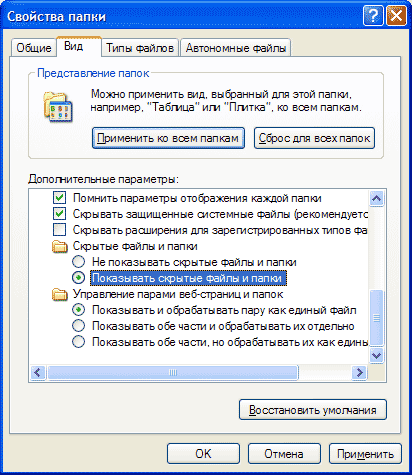 Свойства папки
Общие Вид Типы файлов Автономные файлы
Представление папок
Можно применить вид, выбранный для этой папки,
например, "Таблица" или "Плитка", ко всем папкам.
Применить ко всем папкам Сброс для всех папок
Дополнительные параметры:
Помнить параметры отображения каждой папки
Скрывать защищенные системные файлы (рекомендуетс
Скрывать расширения для зарегистрированных типов фа
Скрытые файлы и папки
Не показывать скрытые файлы и папки
Показывать скрытые файлы и папки
Управление парами веб-страниц и папок
Показывать и обрабатывать пару как единый файл
Показывать обе части и обрабатывать их отдельно
Показывать обе части, но обрабатывать их как едины
Восстановить умолчания
OK Отмена Применить